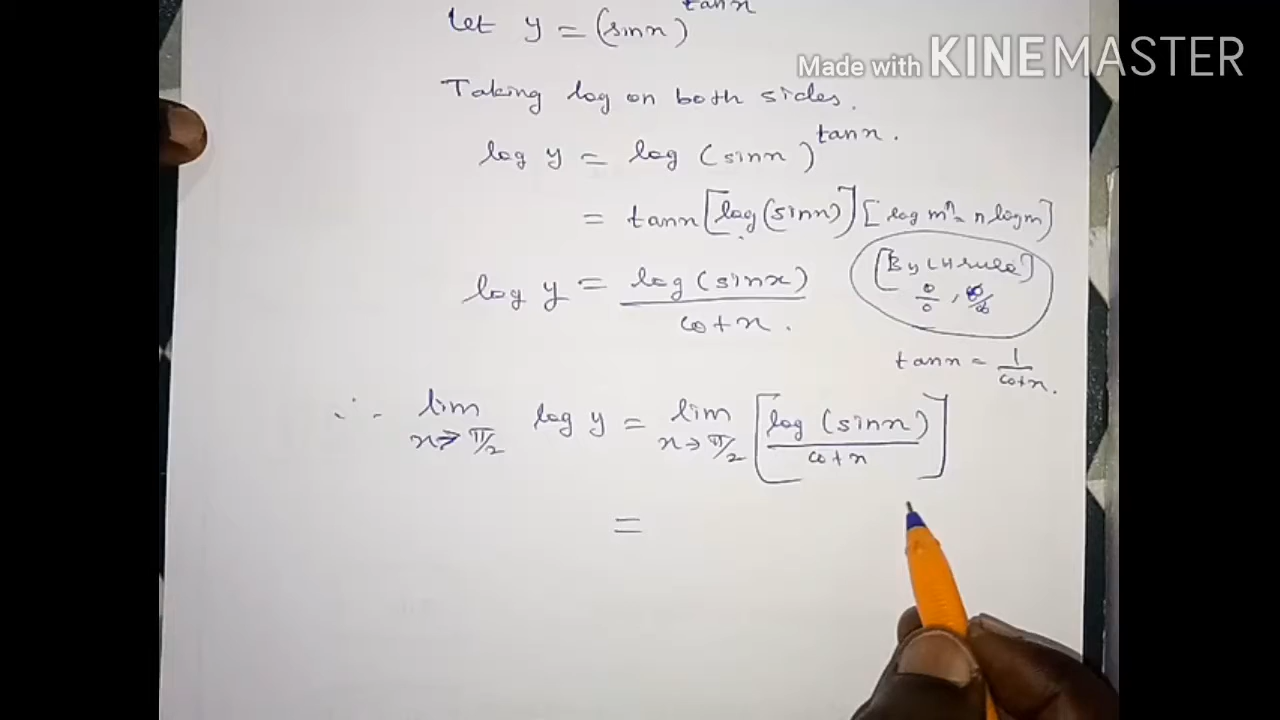 Let y = (sinx)^tanx
Made with KINEMASTER
Taking log on both sides.
log y = log (sinx)^tanx.
= tanx [log(sinx)] [log m^n = n log m]
[By LH rule]
0/0, ∞/∞
log y = log (sinx) / cotx.
tanx = 1/cotx.
∴ lim x→π/2 log y = lim x→π/2 [log (sinx) / cotx]
=